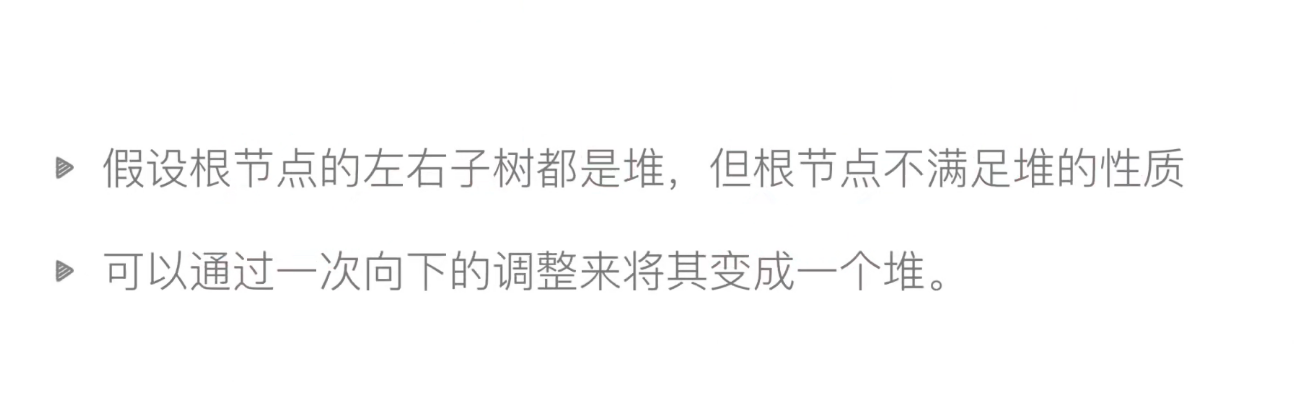 假设根节点的左右子树都是堆，但根节点不满足堆的性质
可以通过一次向下的调整来将其变成一个堆。